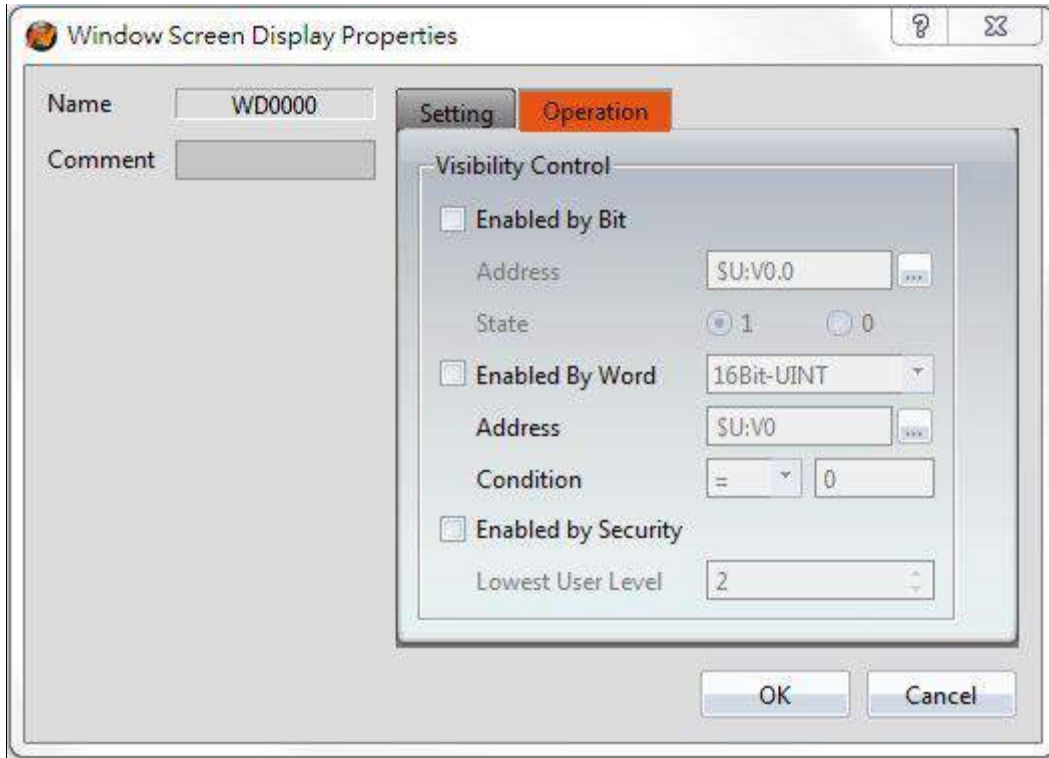 Window Screen Display Properties
Name WD0000
Comment
Setting Operation
Visibility Control
Enabled by Bit
Address $U:V0.0 ...
State 1 0
Enabled By Word 16Bit-UINT
Address $U:V0 ...
Condition = 0
Enabled by Security
Lowest User Level 2
OK Cancel